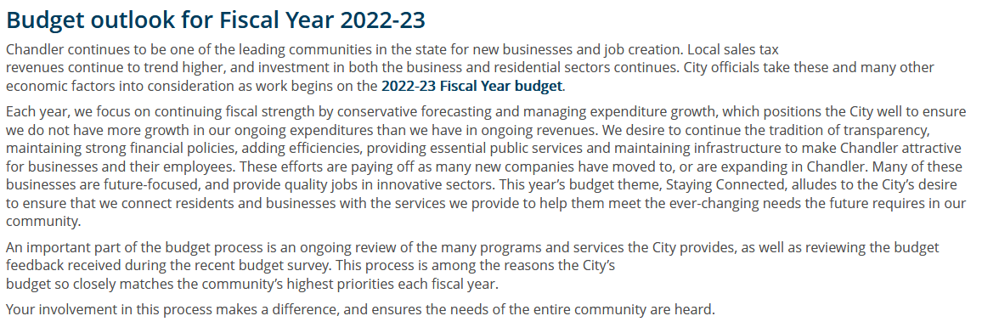 Budget outlook for Fiscal Year 2022-23
Chandler continues to be one of the leading communities in the state for new businesses and job creation. Local sales tax
revenues continue to trend higher, and investment in both the business and residential sectors continues. City officials take these and many other
economic factors into consideration as work begins on the 2022-23 Fiscal Year budget.
Each year, we focus on continuing fiscal strength by conservative forecasting and managing expenditure growth, which positions the City well to ensure
we do not have more growth in our ongoing expenditures than we have in ongoing revenues. We desire to continue the tradition of transparency,
maintaining strong financial policies, adding efficiencies, providing essential public services and maintaining infrastructure to make Chandler attractive
for businesses and their employees. These efforts are paying off as many new companies have moved to, or are expanding in Chandler. Many of these
businesses are future-focused, and provide quality jobs in innovative sectors. This year’s budget theme, Staying Connected, alludes to the City’s desire
to ensure that we connect residents and businesses with the services we provide to help them meet the ever-changing needs the future requires in our
community.
An important part of the budget process is an ongoing review of the many programs and services the City provides, as well as reviewing the budget
feedback received during the recent budget survey. This process is among the reasons the City’s
budget so closely matches the community’s highest priorities each fiscal year.
Your involvement in this process makes a difference, and ensures the needs of the entire community are heard.